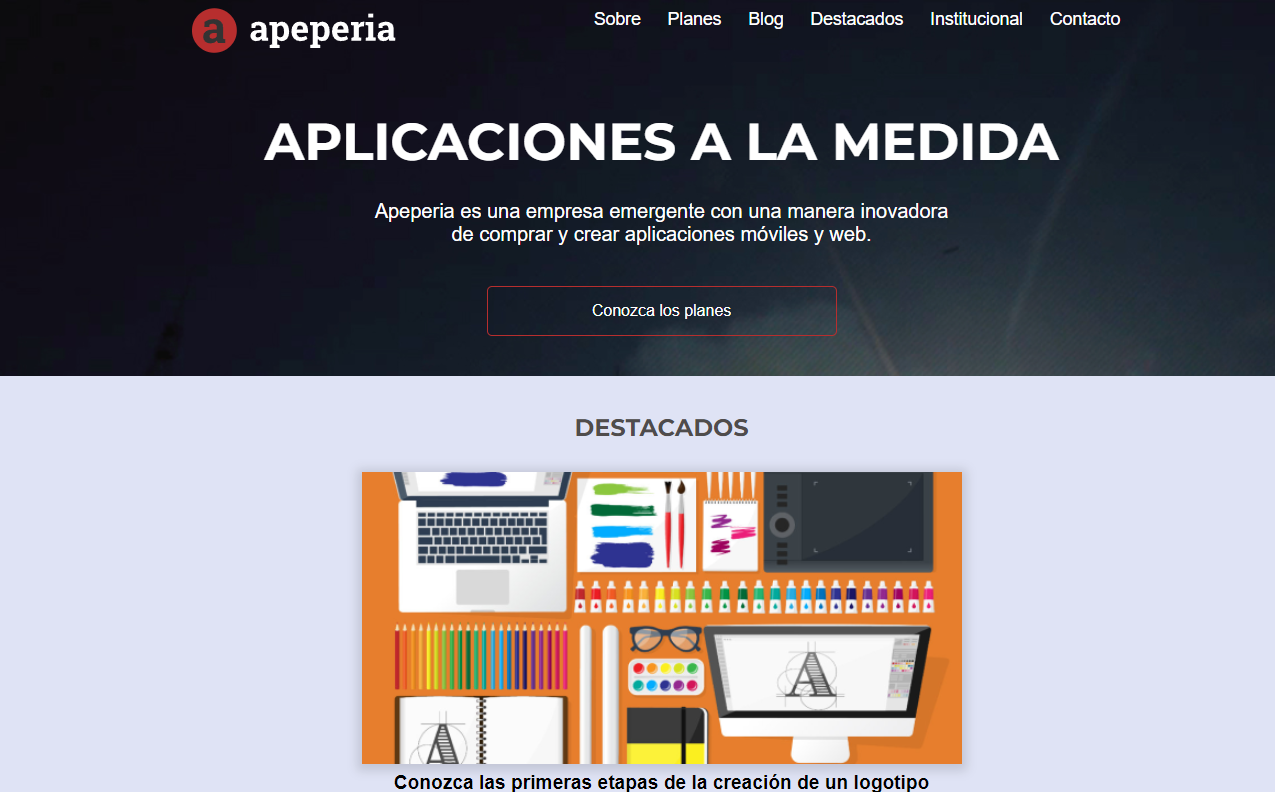 a apeperia
Sobre Planes Blog Destacados Institucional Contacto
APLICACIONES A LA MEDIDA
Apeperia es una empresa emergente con una manera inovadora
de comprar y crear aplicaciones móviles y web.
Conozca los planes
DESTACADOS
A
A
Conozca las primeras etapas de la creación de un logotipo